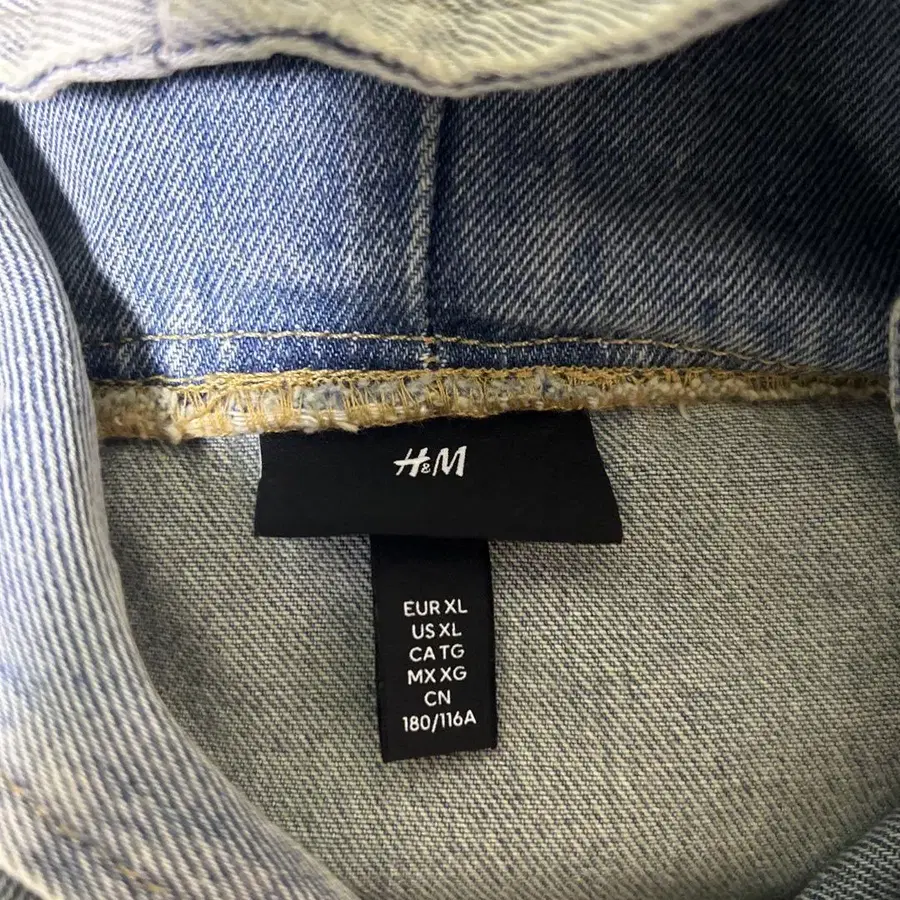 H&M
EUR XL
US XL
CA TG
MX XG
CN
180/116A